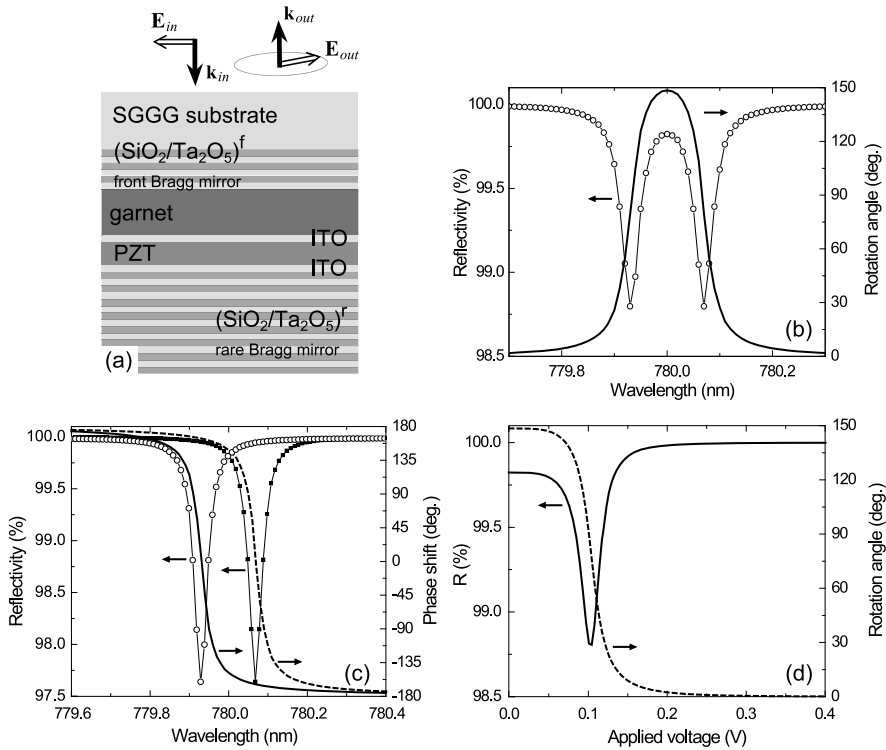 E_in
k_in
k_out
E_out
SGGG substrate
(SiO₂/Ta₂O₅)^f
front Bragg mirror
garnet
ITO
PZT
ITO
(SiO₂/Ta₂O₅)^r
rare Bragg mirror
(a)
100.0
99.5
99.0
98.5
Reflectivity (%)
779.8
780.0
780.2
Wavelength (nm)
150
120
90
60
30
0
Rotation angle (deg.)
(b)
100.0
99.5
99.0
98.5
98.0
97.5
Reflectivity (%)
779.6
779.8
780.0
780.2
780.4
Wavelength (nm)
180
135
90
45
0
-45
-90
-135
-180
Phase shift (deg.)
(c)
100.0
99.5
99.0
98.5
R (%)
0.0
0.1
0.2
0.3
0.4
Applied voltage (V)
150
120
90
60
30
0
Rotation angle (deg.)
(d)